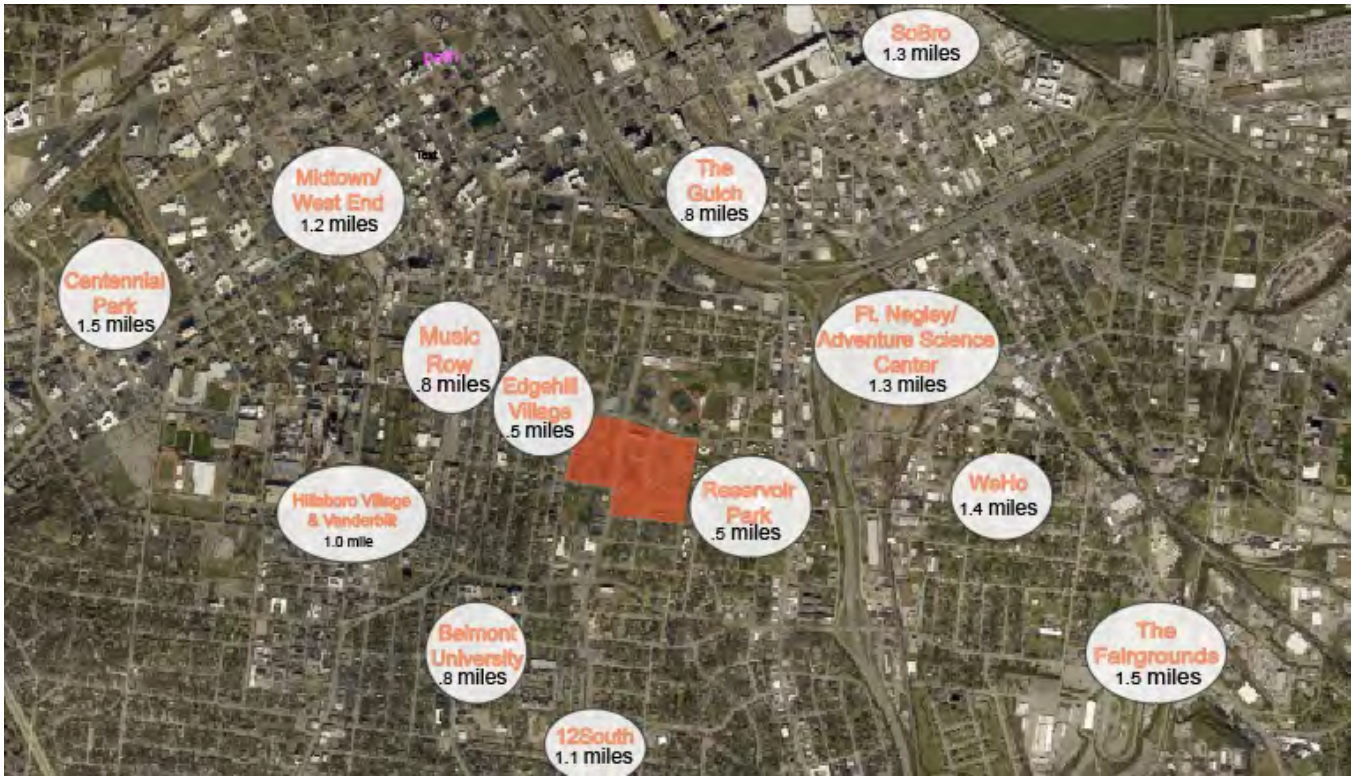 SoBro
1.3 miles
path
Text
Midtown/
West End
1.2 miles
The
Gulch
.8 miles
Centennial
Park
1.5 miles
Music
Row
.8 miles
Ft. Negley/
Adventure Science
Center
1.3 miles
Edgehill
Village
.5 miles
Hillsboro Village
& Vanderbilt
1.0 mile
Reservoir
Park
.5 miles
WeHo
1.4 miles
Belmont
University
.8 miles
The
Fairgrounds
1.5 miles
12South
1.1 miles